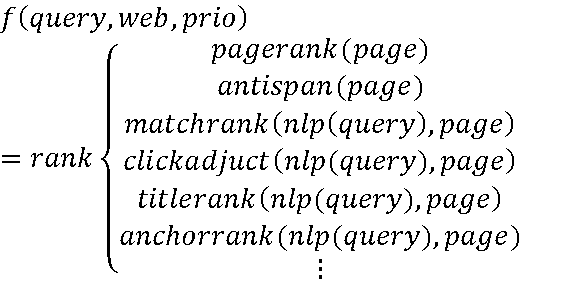 f(query,web,prio)
= rank { pagerank(page)
antispan(page)
matchrank(nlp(query),page)
clickadjuct(nlp(query),page)
titlerank(nlp(query),page)
anchorrank(nlp(query),page)
⋮